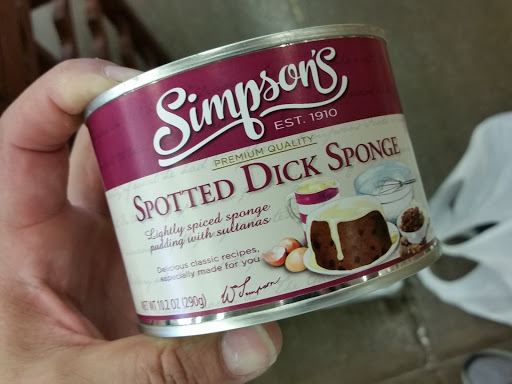 Simpson's
EST. 1910
PREMIUM QUALITY
SPOTTED DICK SPONGE
Lightly spiced sponge
pudding with sultanas
Delicious classic recipes,
especially made for you
W Simpson
NET WT 10.2 OZ (290g)